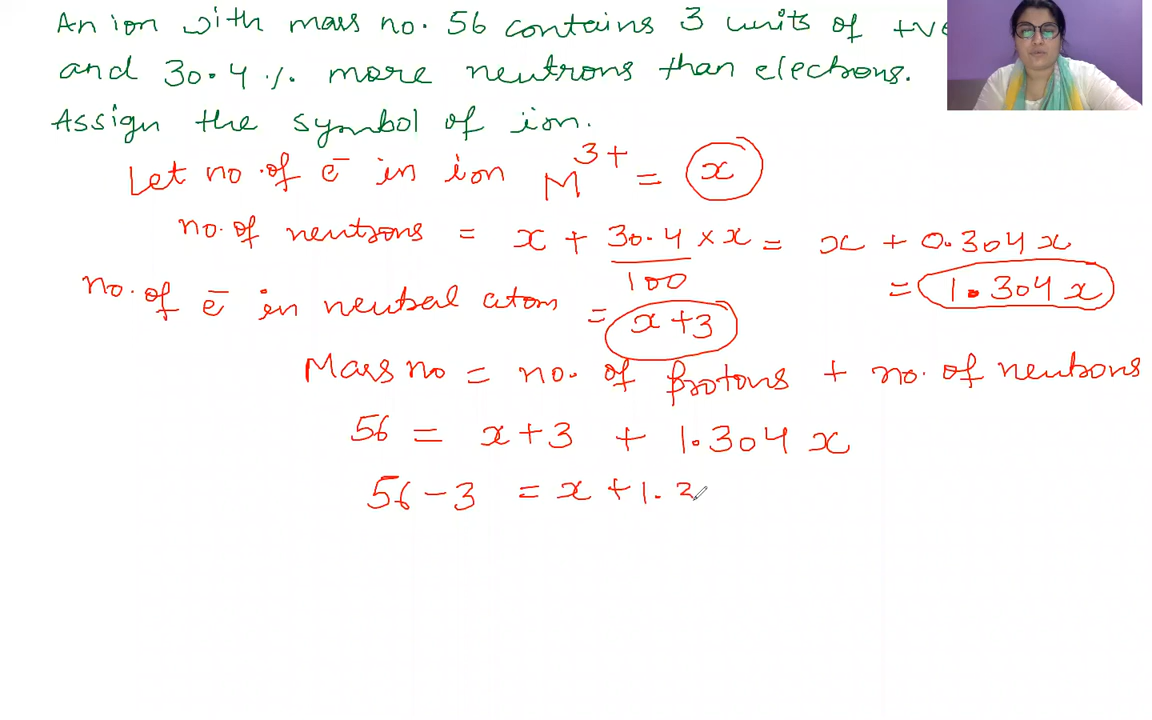 An ion with mass no. 56 contains 3 units of +ve
and 30.4 % more neutrons than electrons.
Assign the symbol of ion.
Let no. of e⁻ in ion M³⁺ = x
no. of neutrons = x + 30.4/100 × x = x + 0.304x
= 1.304x
no. of e⁻ in neutral atom = x+3
Mass no = no. of protons + no. of neutrons
56 = x+3 + 1.304x
56-3 = x+1.3